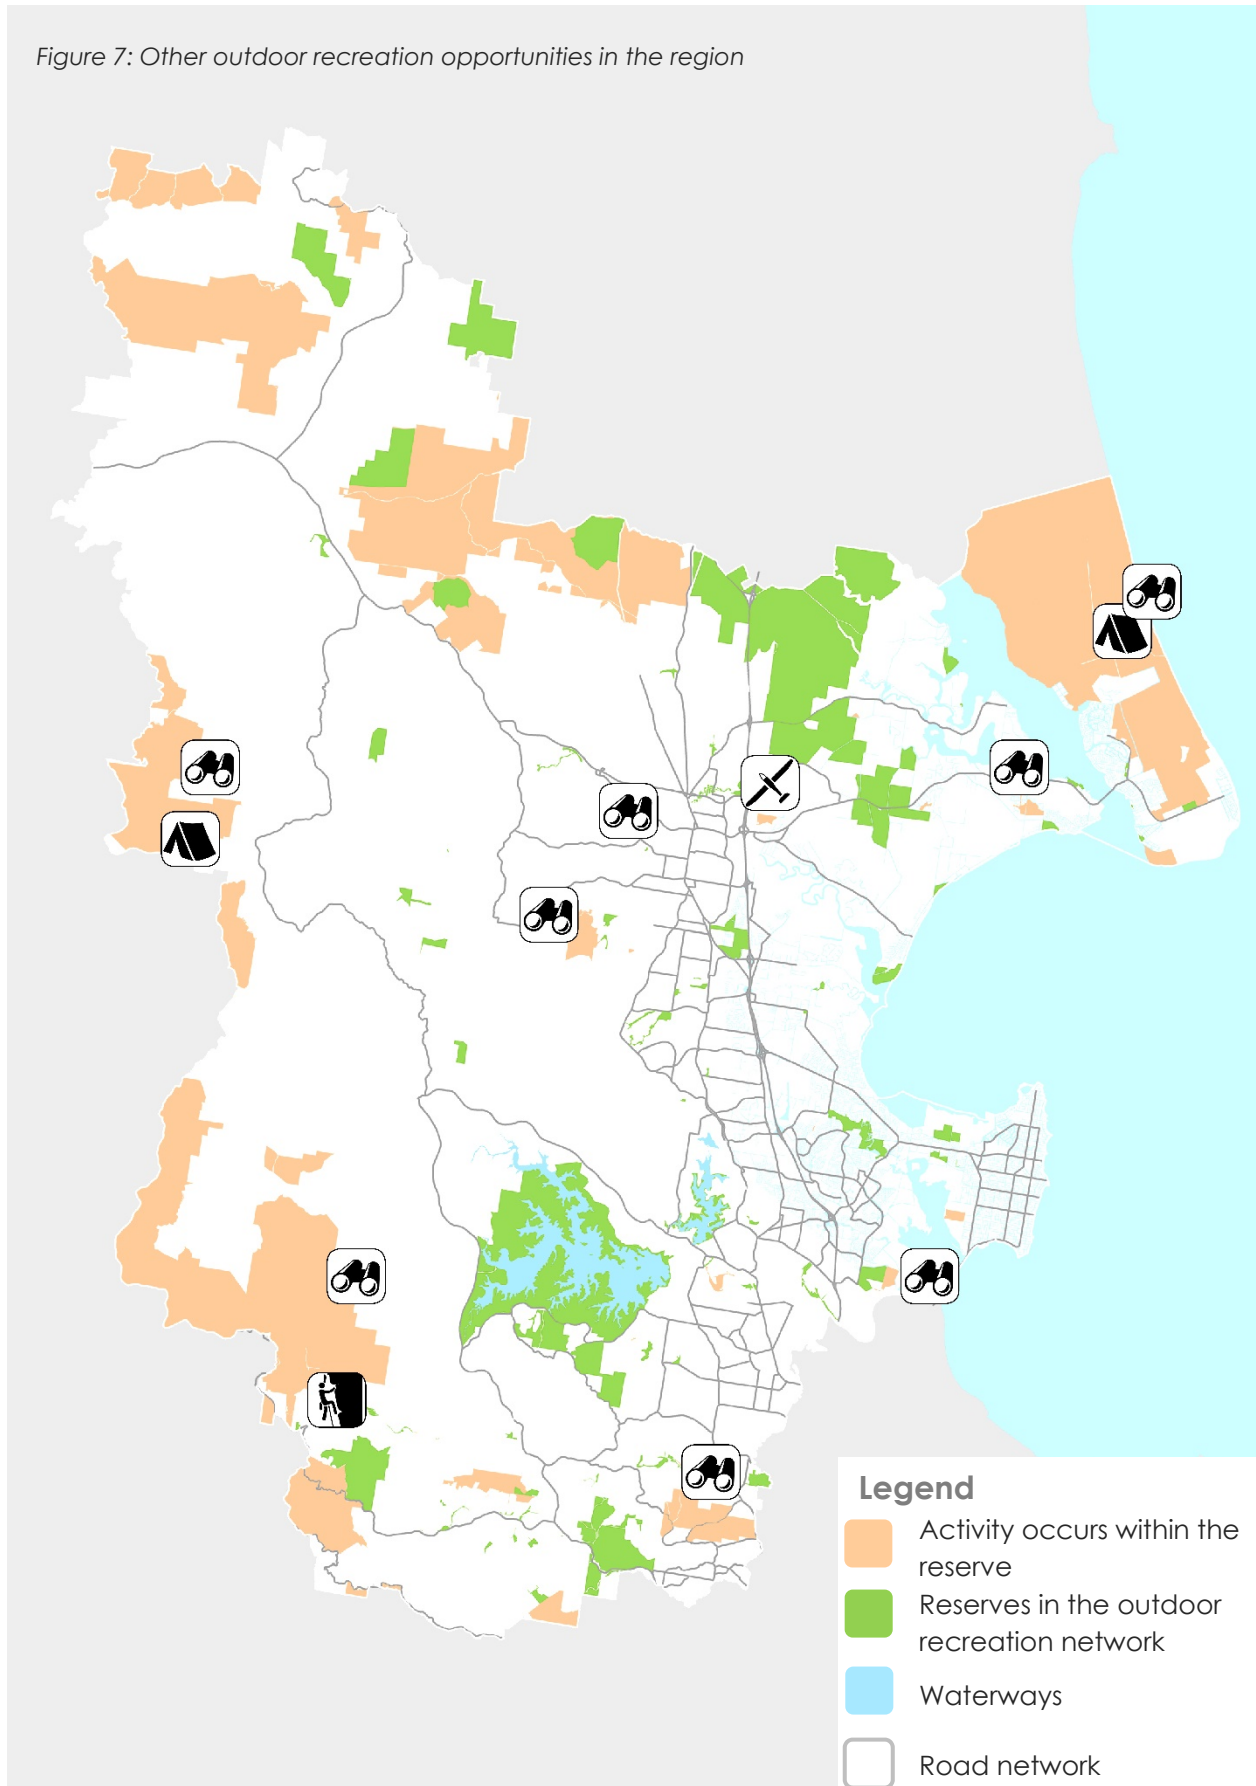 Figure 7: Other outdoor recreation opportunities in the region
Legend
Activity occurs within the
reserve
Reserves in the outdoor
recreation network
Waterways
Road network